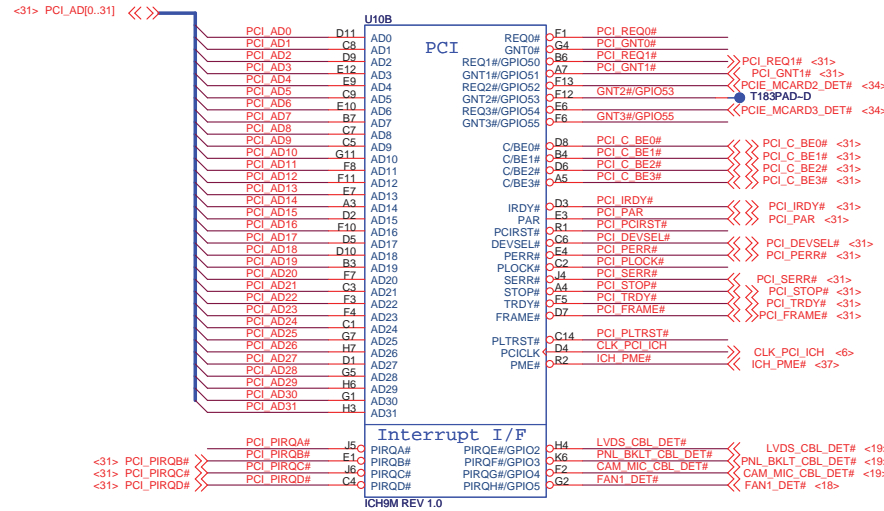 <31> PCI_AD[0..31]
U10B
PCI
PCI_AD0 D11 AD0
PCI_AD1 C8 AD1
PCI_AD2 D9 AD2
PCI_AD3 E12 AD3
PCI_AD4 E9 AD4
PCI_AD5 C9 AD5
PCI_AD6 E10 AD6
PCI_AD7 B7 AD7
PCI_AD8 C7 AD8
PCI_AD9 C5 AD9
PCI_AD10 G11 AD10
PCI_AD11 F8 AD11
PCI_AD12 F11 AD12
PCI_AD13 E7 AD13
PCI_AD14 A3 AD14
PCI_AD15 D2 AD15
PCI_AD16 F10 AD16
PCI_AD17 D5 AD17
PCI_AD18 D10 AD18
PCI_AD19 B3 AD19
PCI_AD20 F7 AD20
PCI_AD21 C3 AD21
PCI_AD22 F3 AD22
PCI_AD23 F4 AD23
PCI_AD24 C1 AD24
PCI_AD25 G7 AD25
PCI_AD26 H7 AD26
PCI_AD27 D1 AD27
PCI_AD28 G5 AD28
PCI_AD29 H6 AD29
PCI_AD30 G1 AD30
PCI_AD31 H3 AD31
REQ0# F1 PCI_REQ0#
GNT0# G4 PCI_GNT0#
REQ1#/GPIO50 B6 PCI_REQ1# PCI_REQ1# <31>
GNT1#/GPIO51 A7 PCI_GNT1# PCI_GNT1# <31>
REQ2#/GPIO52 F13 PCIE_MCARD2_DET# <34>
GNT2#/GPIO53 F12 GNT2#/GPIO53 T183PAD~D
REQ3#/GPIO54 E6 PCIE_MCARD3_DET# <34>
GNT3#/GPIO55 F6 GNT3#/GPIO55
C/BE0# D8 PCI_C_BE0# PCI_C_BE0# <31>
C/BE1# B4 PCI_C_BE1# PCI_C_BE1# <31>
C/BE2# D6 PCI_C_BE2# PCI_C_BE2# <31>
C/BE3# A5 PCI_C_BE3# PCI_C_BE3# <31>
IRDY# D3 PCI_IRDY# PCI_IRDY# <31>
PAR E3 PCI_PAR PCI_PAR <31>
PCIRST# R1 PCI_PCIRST#
DEVSEL# C6 PCI_DEVSEL# PCI_DEVSEL# <31>
PERR# E4 PCI_PERR# PCI_PERR# <31>
PLOCK# C2 PCI_PLOCK#
SERR# J4 PCI_SERR# PCI_SERR# <31>
STOP# A4 PCI_STOP# PCI_STOP# <31>
TRDY# F5 PCI_TRDY# PCI_TRDY# <31>
FRAME# D7 PCI_FRAME# PCI_FRAME# <31>
PLTRST# C14 PCI_PLTRST#
PCICLK D4 CLK_PCI_ICH CLK_PCI_ICH <6>
PME# R2 ICH_PME# ICH_PME# <37>
Interrupt I/F
PCI_PIRQA# J5 PIRQA#
<31> PCI_PIRQB# PCI_PIRQB# E1 PIRQB#
<31> PCI_PIRQC# PCI_PIRQC# J6 PIRQC#
<31> PCI_PIRQD# PCI_PIRQD# C4 PIRQD#
PIRQE#/GPIO2 H4 LVDS_CBL_DET# LVDS_CBL_DET# <19>
PIRQF#/GPIO3 K6 PNL_BKLT_CBL_DET# PNL_BKLT_CBL_DET# <19>
PIRQG#/GPIO4 F2 CAM_MIC_CBL_DET# CAM_MIC_CBL_DET# <19>
PIRQH#/GPIO5 G2 FAN1_DET# FAN1_DET# <18>
ICH9M REV 1.0